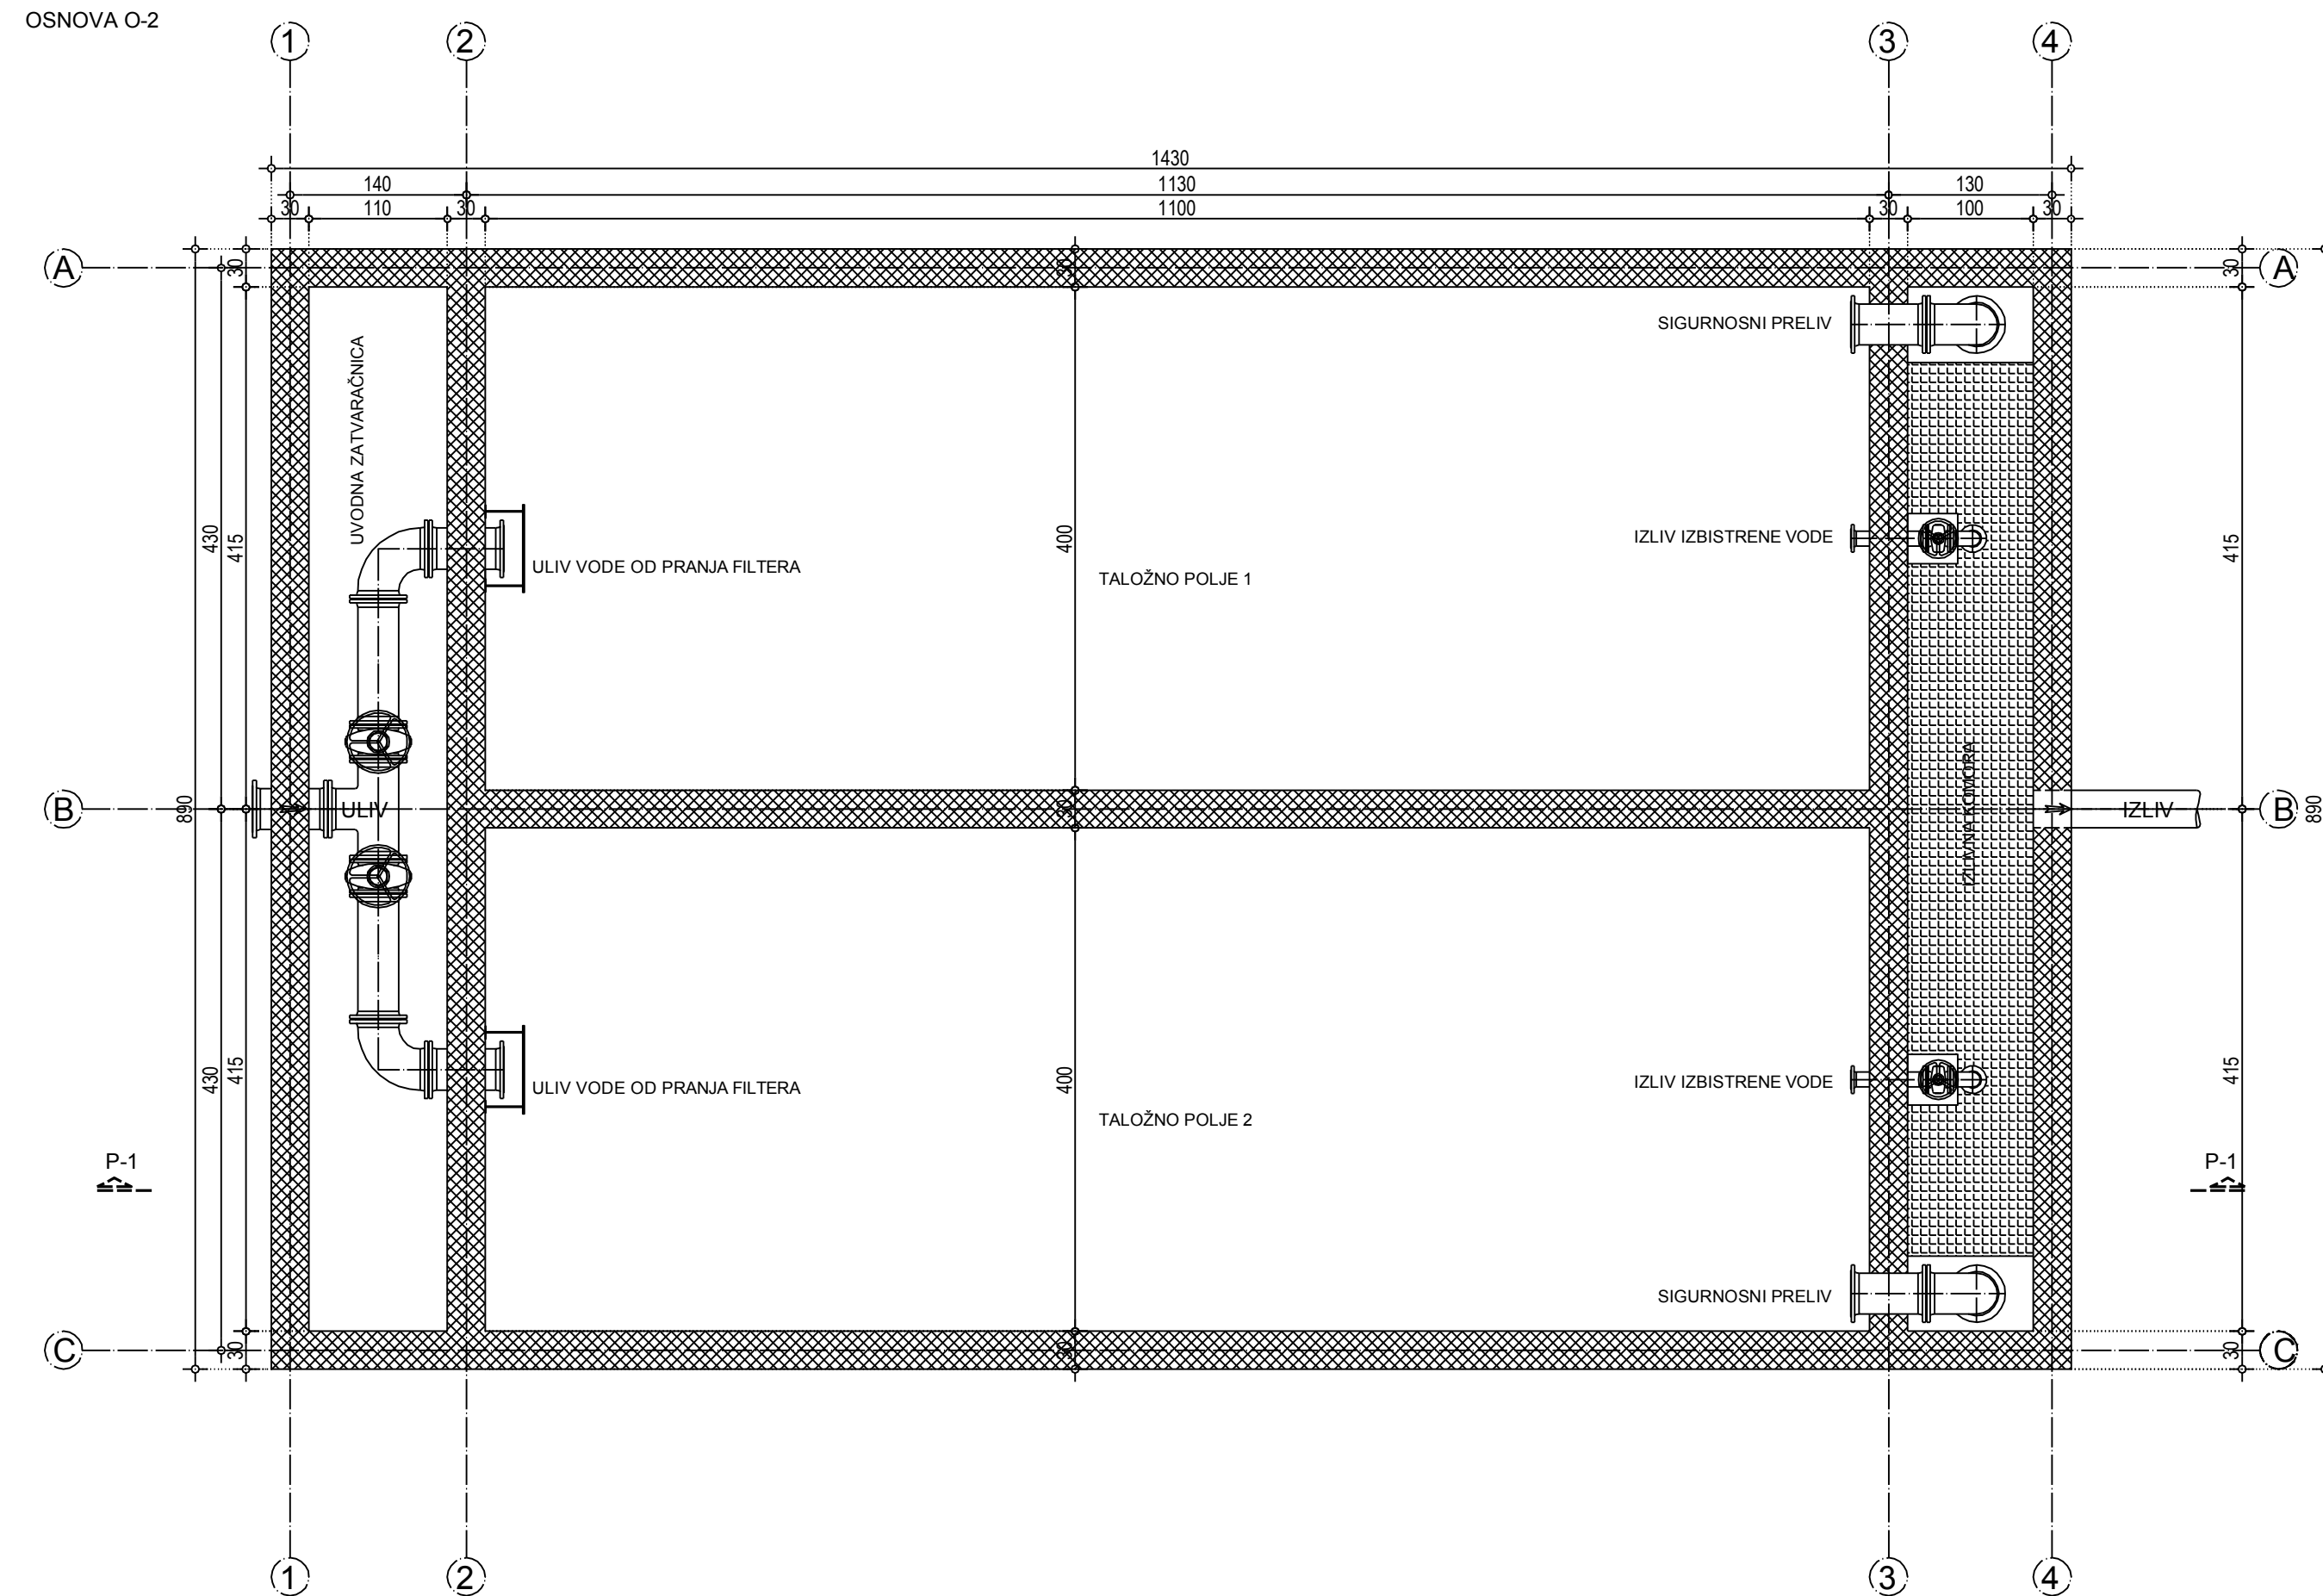 OSNOVA O-2
1
2
3
4
1430
140
1130
130
30
110
30
1100
30
100
30
A
30
30
30
A
SIGURNOSNI PRELIV
UVODNA ZATVARAČNICA
430
415
ULIV VODE OD PRANJA FILTERA
400
TALOŽNO POLJE 1
IZLIV IZBISTRENE VODE
415
B
890
ULIV
30
IZLIVNA KOMORA
IZLIV
B
890
430
415
ULIV VODE OD PRANJA FILTERA
400
TALOŽNO POLJE 2
IZLIV IZBISTRENE VODE
415
P-1
P-1
SIGURNOSNI PRELIV
C
30
30
30
C
1
2
3
4